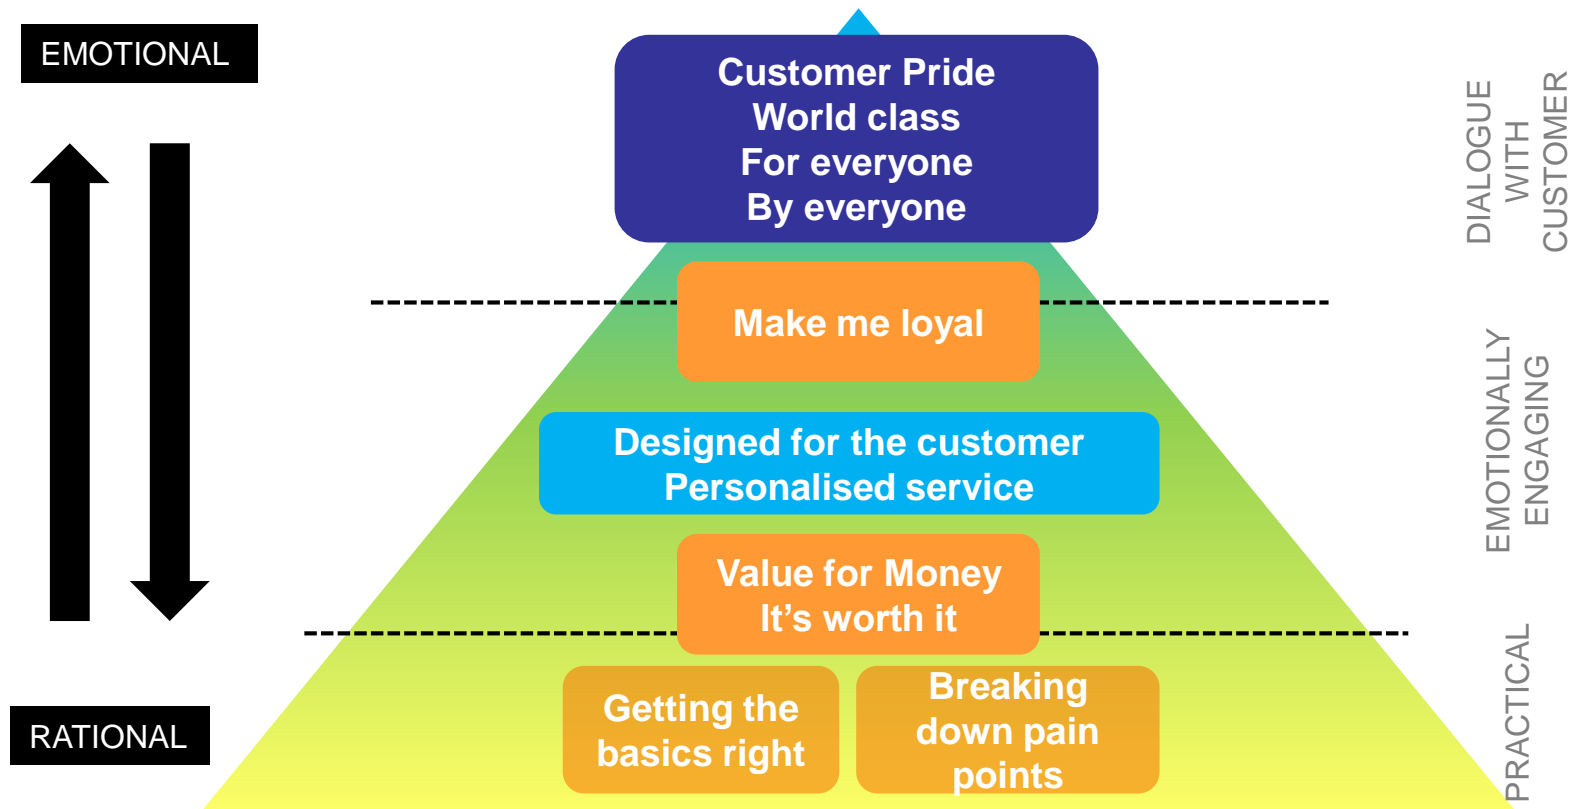 EMOTIONAL
Customer Pride
World class
For everyone
By everyone
DIALOGUE
WITH
CUSTOMER
Make me loyal
EMOTIONALLY
ENGAGING
Designed for the customer
Personalised service
Value for Money
It’s worth it
Getting the
basics right
Breaking
down pain
points
RATIONAL
PRACTICAL